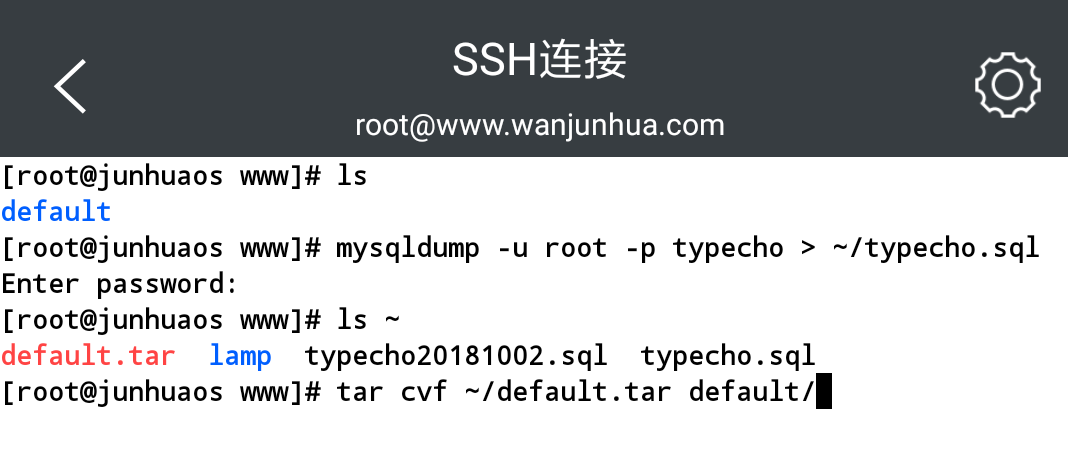 SSH连接
root@www.wanjunhua.com
[root@junhuaos www]# ls
default
[root@junhuaos www]# mysqldump -u root -p typecho > ~/typecho.sql
Enter password:
[root@junhuaos www]# ls ~
default.tar  lamp  typecho20181002.sql  typecho.sql
[root@junhuaos www]# tar cvf ~/default.tar default/